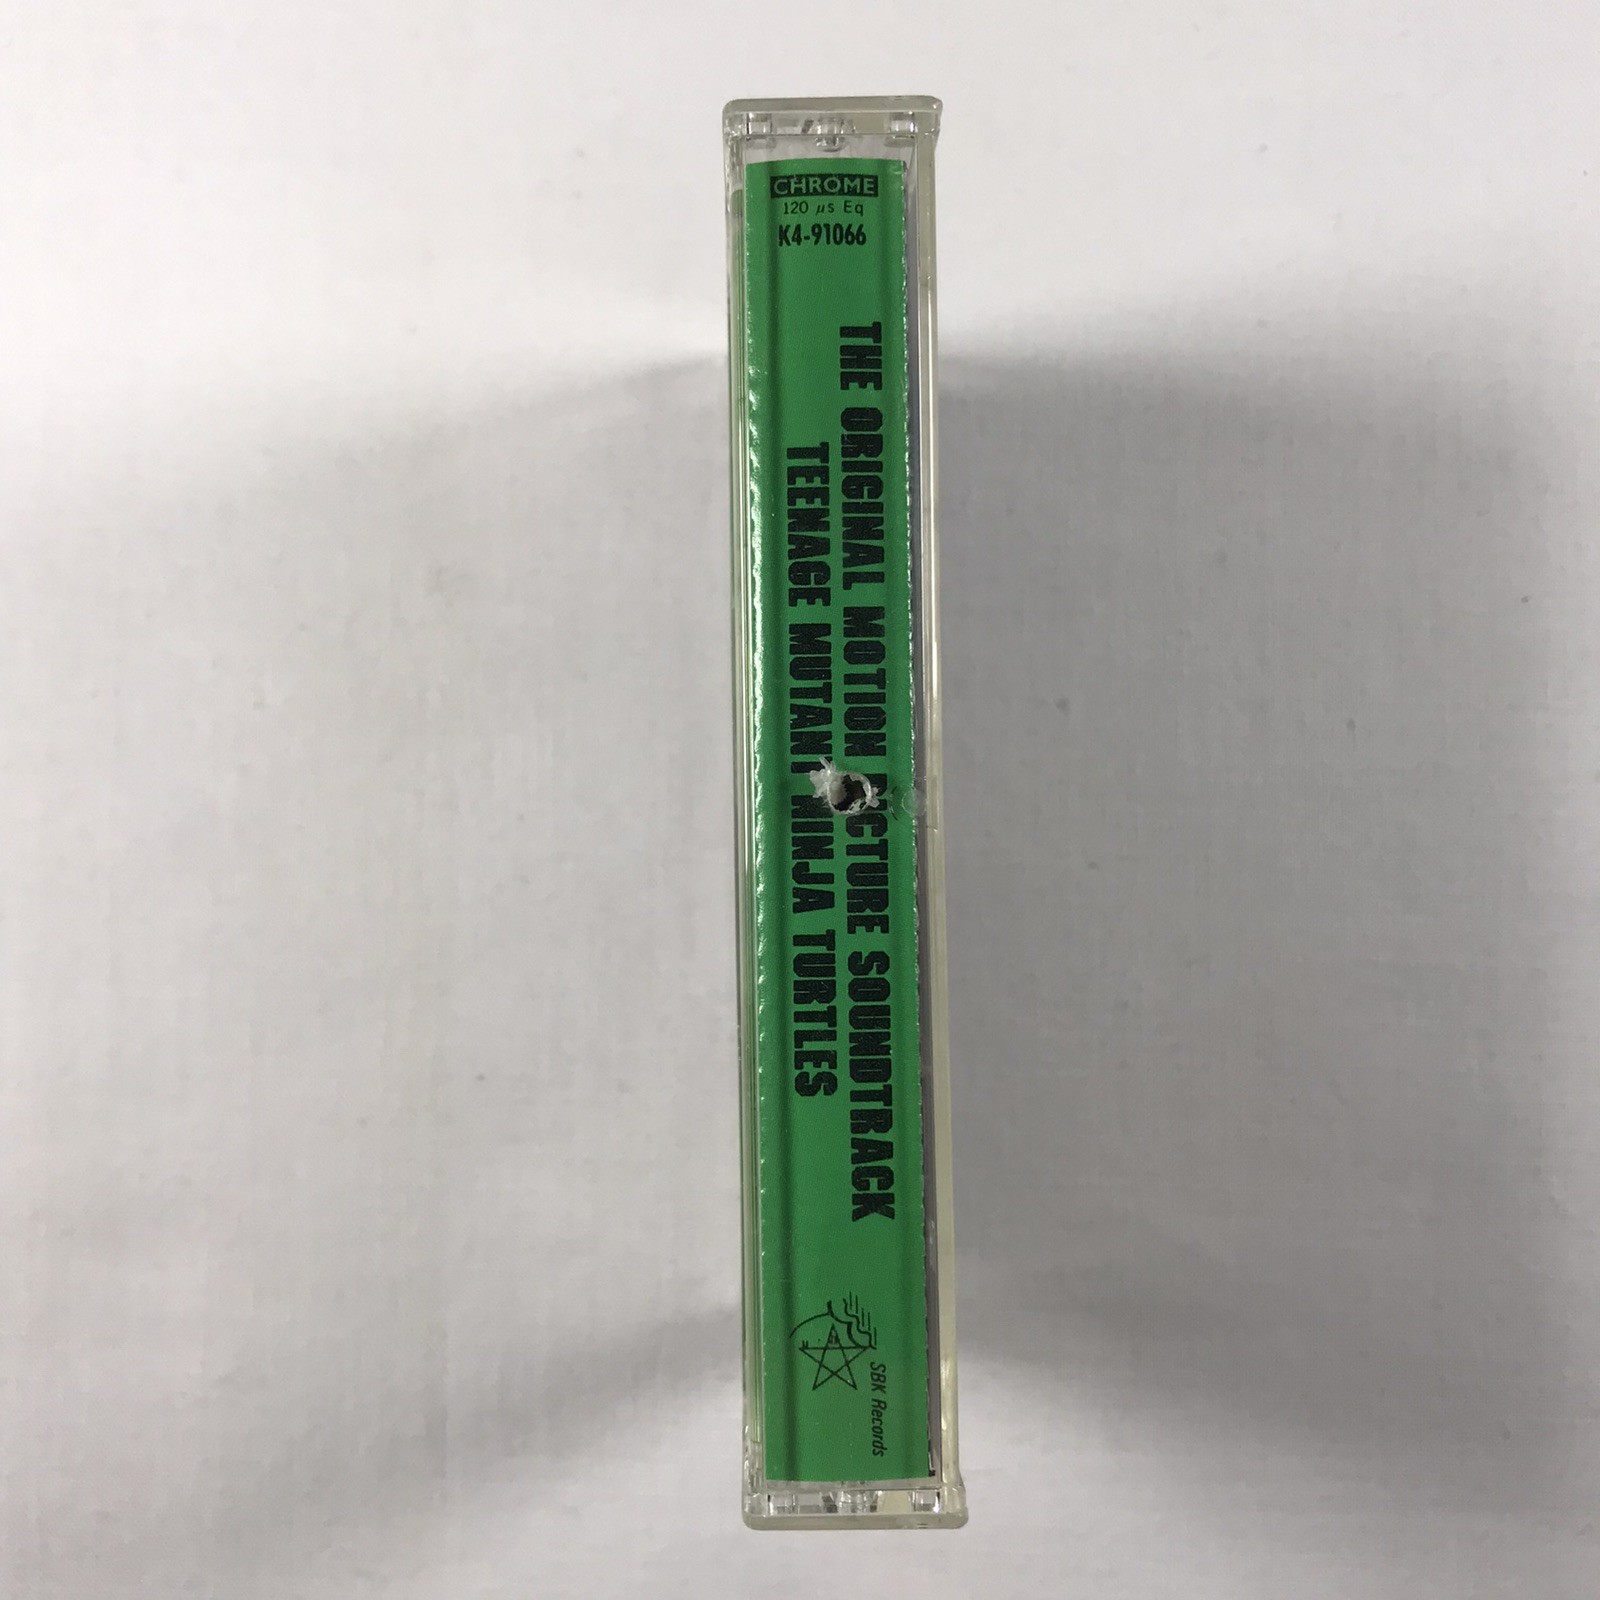 CHROME
120 µs Eq
K4-91066
THE ORIGINAL MOTION PICTURE SOUNDTRACK
TEENAGE MUTANT NINJA TURTLES
SBK Records